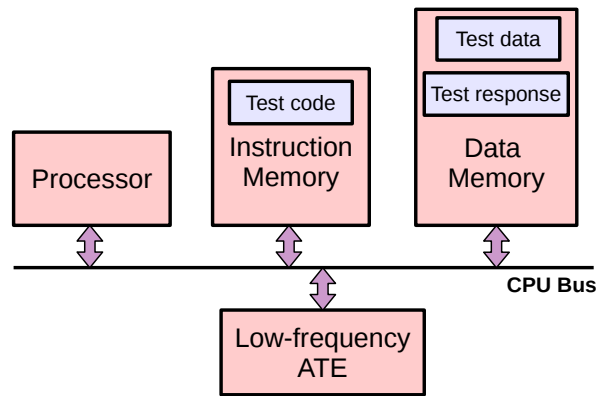 Test data
Test response
Test code
Processor
Instruction
Memory
Data
Memory
CPU Bus
Low-frequency
ATE